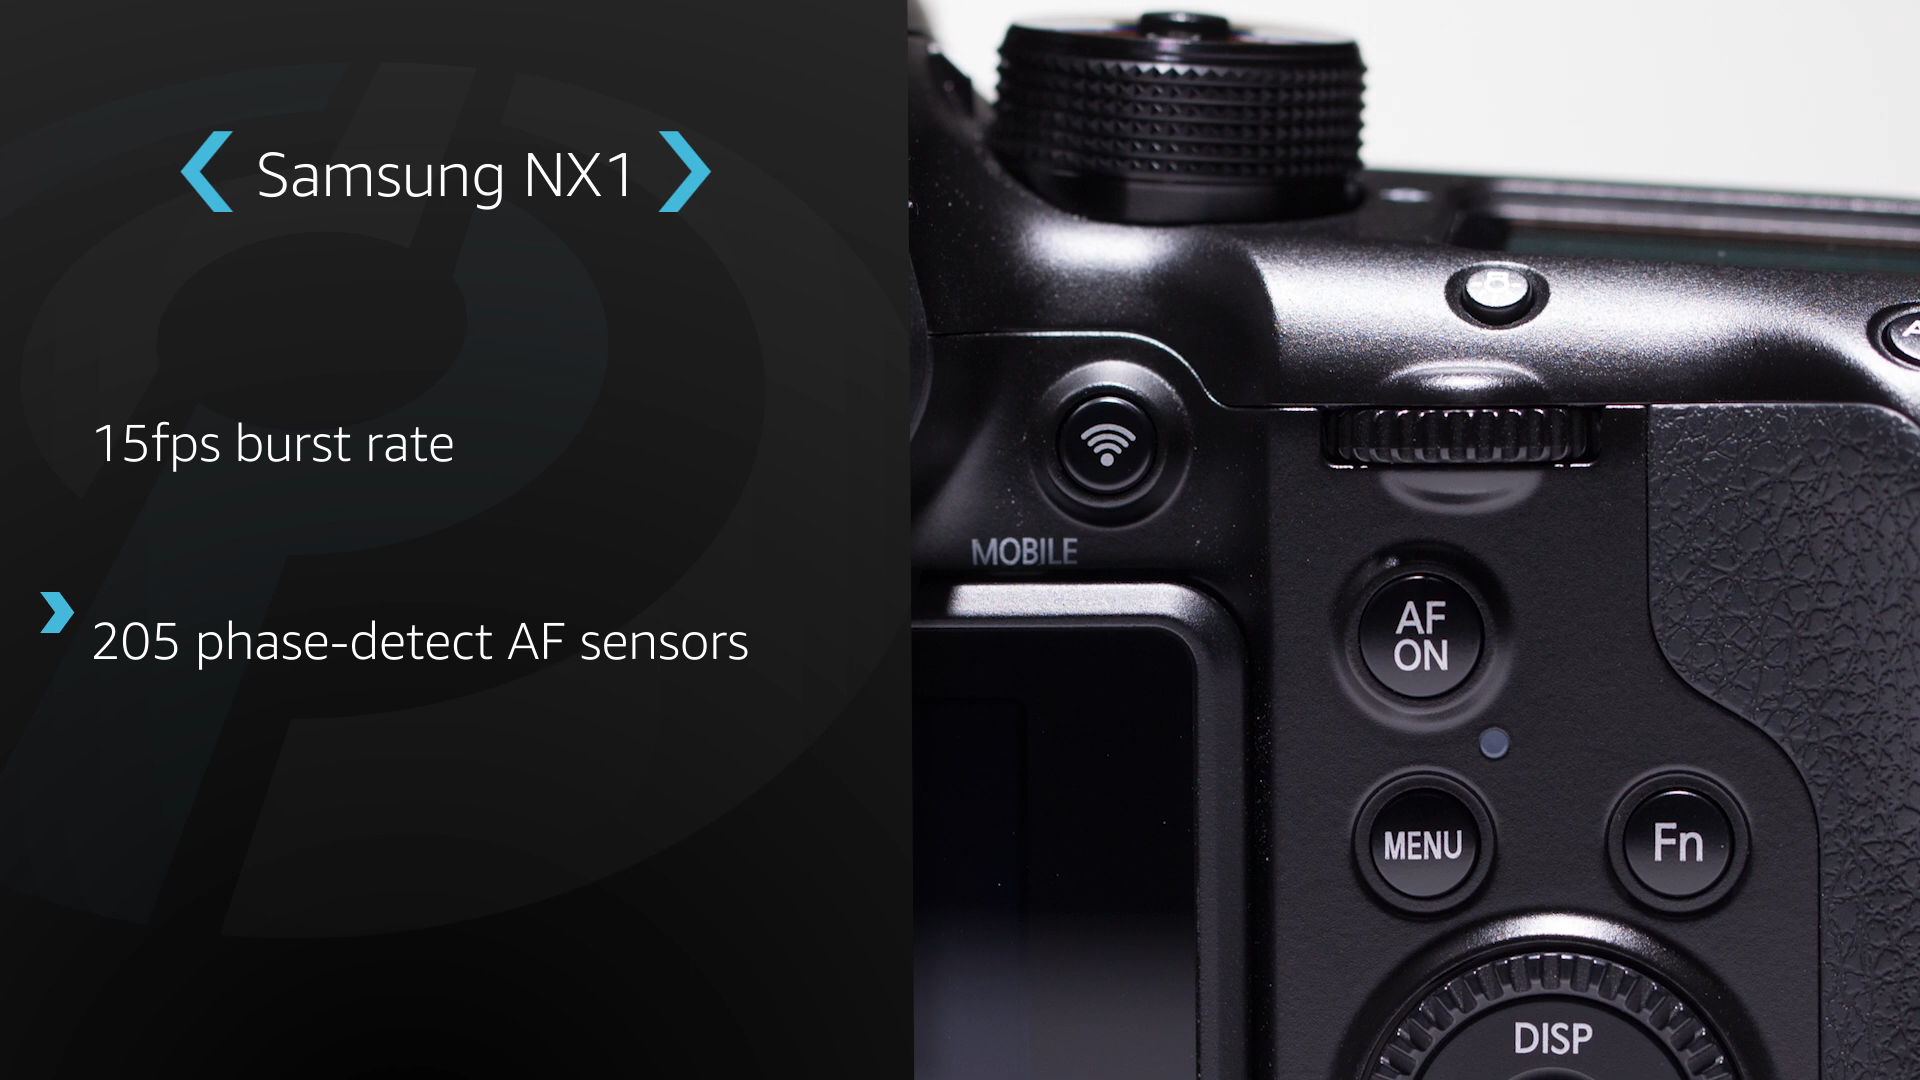 Samsung NX1
15fps burst rate
205 phase-detect AF sensors
MOBILE
AF
ON
MENU
Fn
DISP